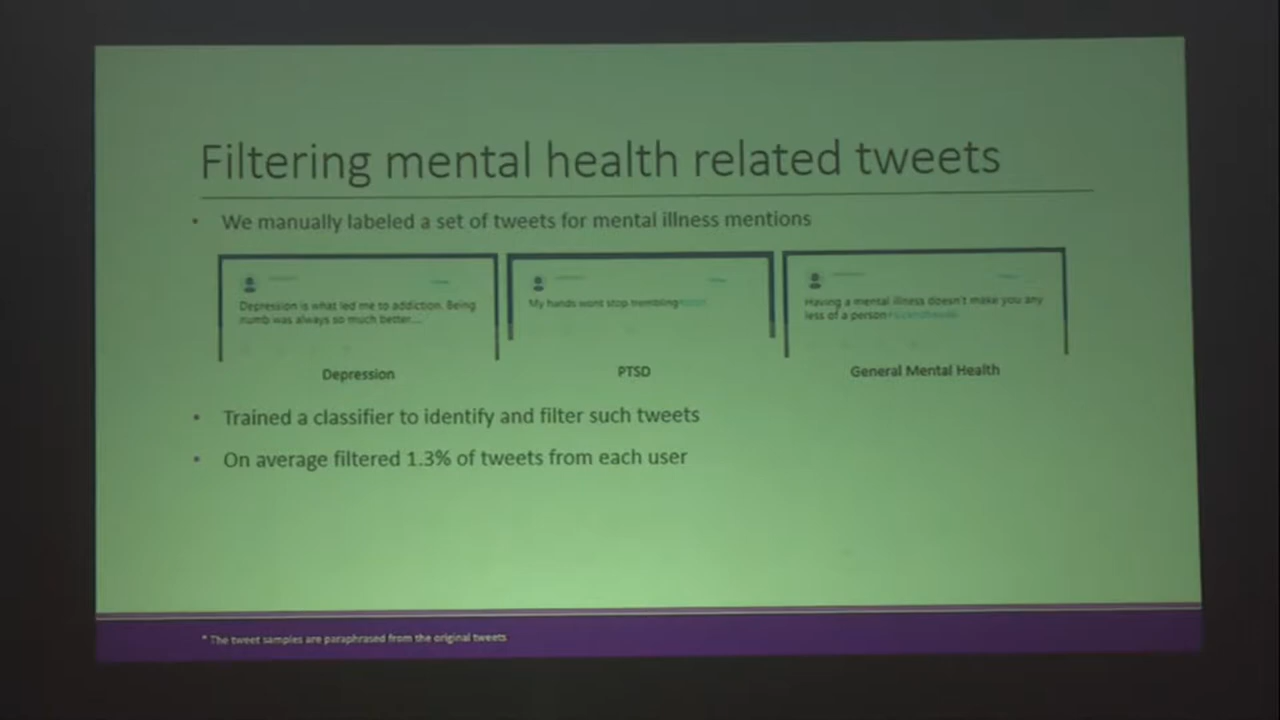 Filtering mental health related tweets
• We manually labeled a set of tweets for mental illness mentions
Depression is what led me to addiction. Being
numb was always so much better....
My hands wont stop trembling
Having a mental illness doesn't make you any
less of a person
Depression
PTSD
General Mental Health
• Trained a classifier to identify and filter such tweets
• On average filtered 1.3% of tweets from each user
* The tweet samples are paraphrased from the original tweets